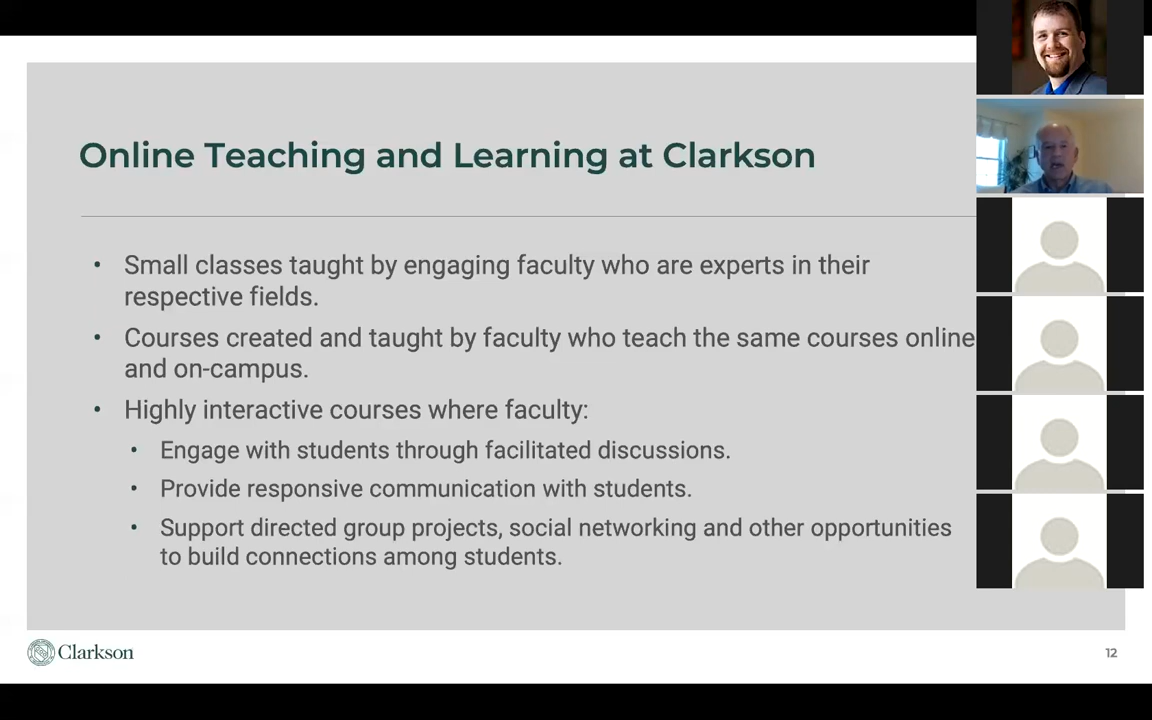 Online Teaching and Learning at Clarkson
• Small classes taught by engaging faculty who are experts in their
respective fields.
• Courses created and taught by faculty who teach the same courses online
and on-campus.
• Highly interactive courses where faculty:
• Engage with students through facilitated discussions.
• Provide responsive communication with students.
• Support directed group projects, social networking and other opportunities
to build connections among students.
Clarkson
12